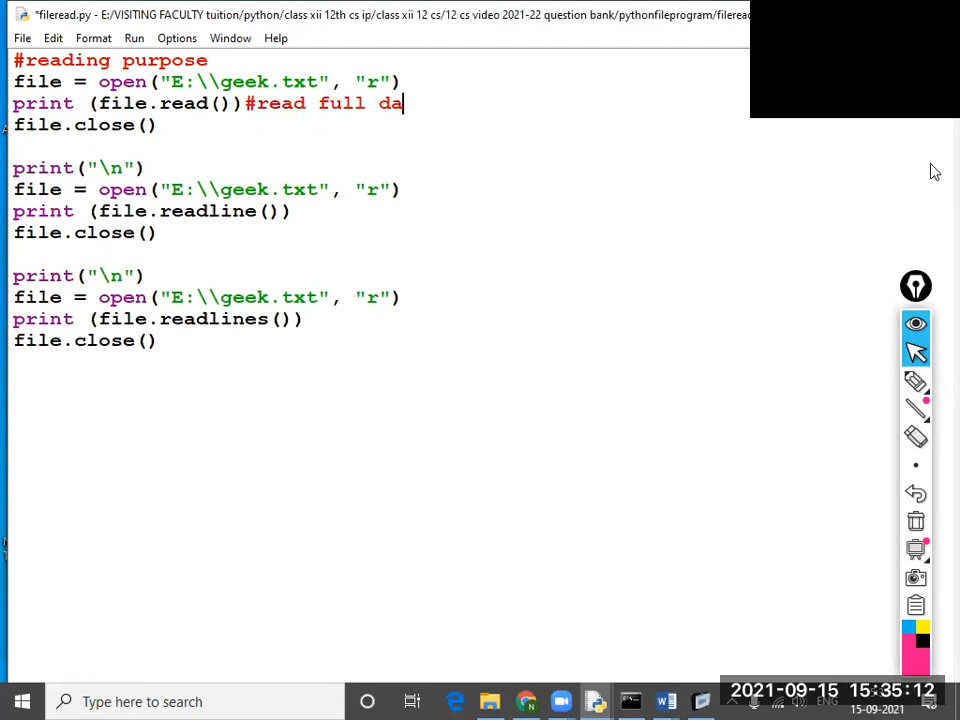 *fileread.py - E:/VISITING FACULTY tuition/python/class xii 12th cs ip/class xii 12 cs/12 cs video 2021-22 question bank/pythonfileprogram/fileread
File Edit Format Run Options Window Help
#reading purpose
file = open("E:\\geek.txt", "r")
print (file.read())#read full da
file.close()
print("\n")
file = open("E:\\geek.txt", "r")
print (file.readline())
file.close()
print("\n")
file = open("E:\\geek.txt", "r")
print (file.readlines())
file.close()
Type here to search
2021-09-15 15:35:12
ENG
15-09-2021